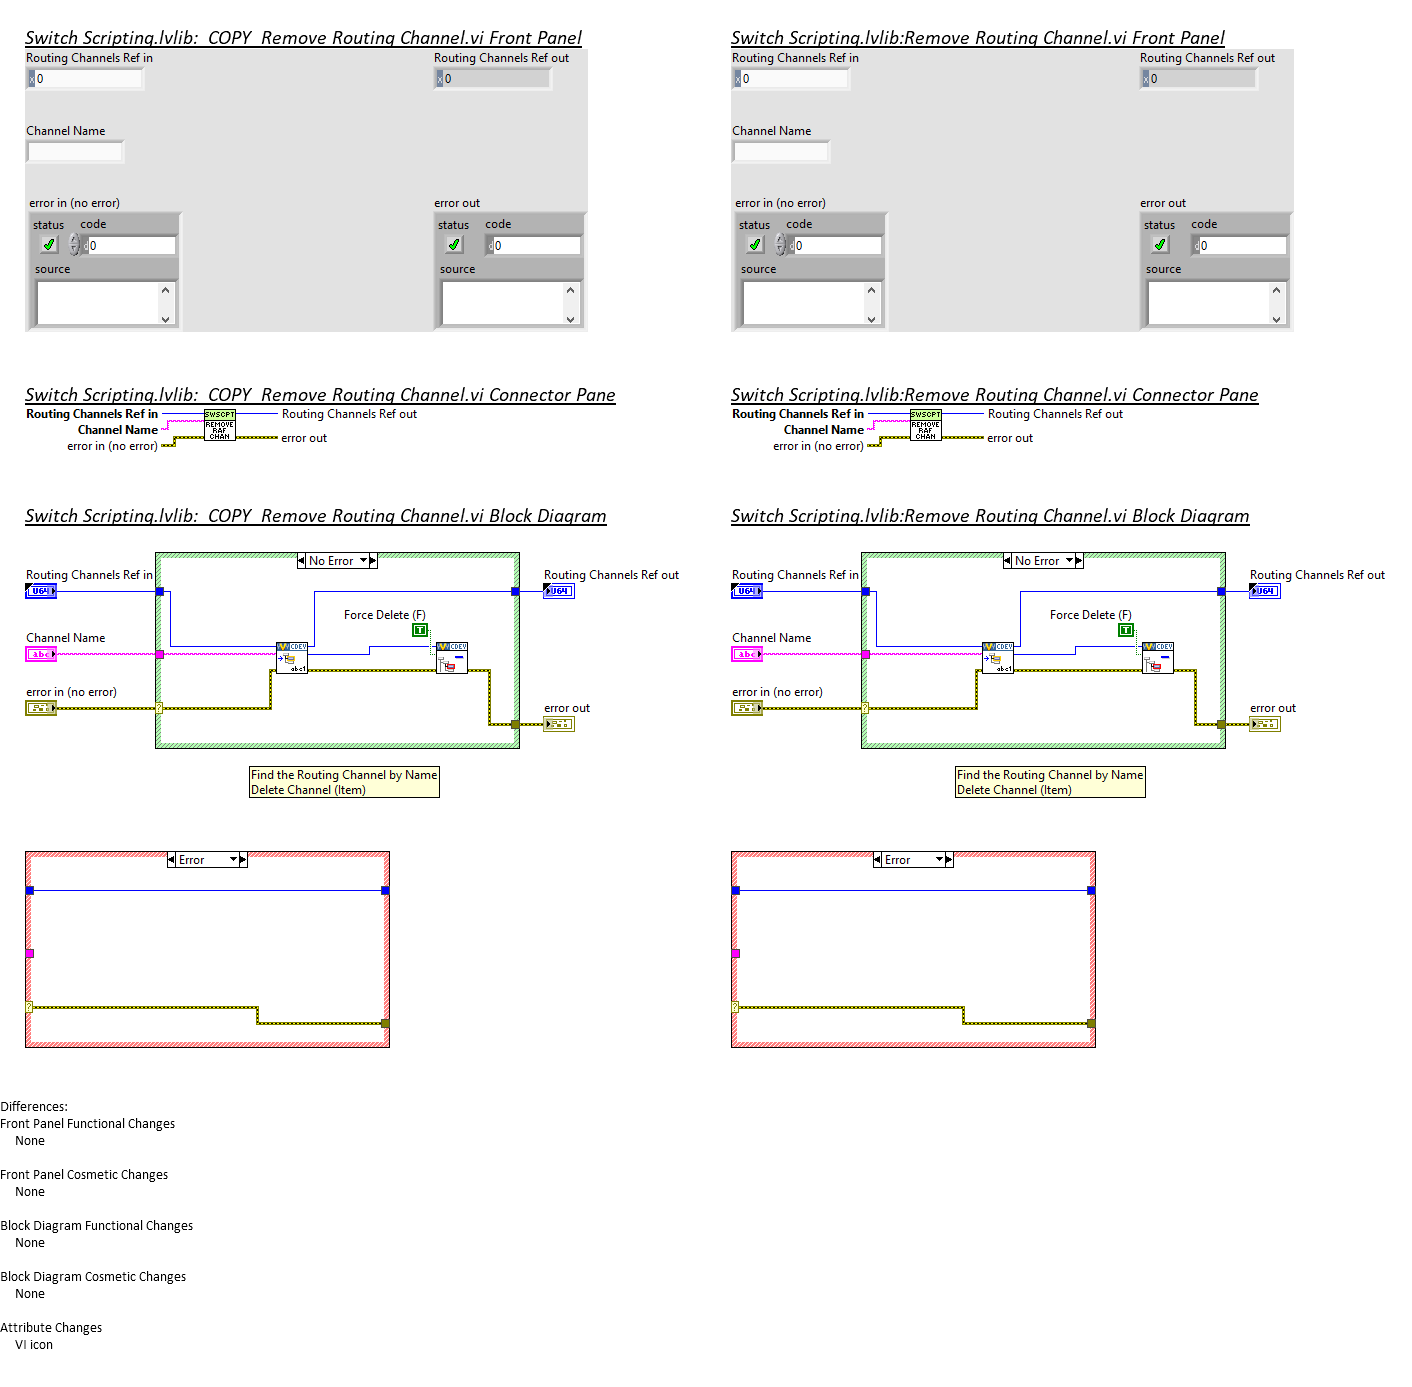 Switch Scripting.lvlib:  COPY  Remove Routing Channel.vi Front Panel
Routing Channels Ref in
x 0
Routing Channels Ref out
x 0
Channel Name
error in (no error)
status
code
d 0
source
error out
status
code
d 0
source
Switch Scripting.lvlib:Remove Routing Channel.vi Front Panel
Routing Channels Ref in
x 0
Routing Channels Ref out
x 0
Channel Name
error in (no error)
status
code
d 0
source
error out
status
code
d 0
source
Switch Scripting.lvlib:  COPY  Remove Routing Channel.vi Connector Pane
Routing Channels Ref in
Channel Name
error in (no error)
SWSCPT
REMOVE
RAF
CHAN
Routing Channels Ref out
error out
Switch Scripting.lvlib:Remove Routing Channel.vi Connector Pane
Routing Channels Ref in
Channel Name
error in (no error)
SWSCPT
REMOVE
RAF
CHAN
Routing Channels Ref out
error out
Switch Scripting.lvlib:  COPY  Remove Routing Channel.vi Block Diagram
No Error
Routing Channels Ref in
U64
Routing Channels Ref out
U64
Force Delete (F)
T
Channel Name
abc
CDEV
abc1
CDEV
error in (no error)
?
error out
Find the Routing Channel by Name
Delete Channel (Item)
Error
?
Switch Scripting.lvlib:Remove Routing Channel.vi Block Diagram
No Error
Routing Channels Ref in
U64
Routing Channels Ref out
U64
Force Delete (F)
T
Channel Name
abc
CDEV
abc1
CDEV
error in (no error)
?
error out
Find the Routing Channel by Name
Delete Channel (Item)
Error
?
Differences:
Front Panel Functional Changes
None
Front Panel Cosmetic Changes
None
Block Diagram Functional Changes
None
Block Diagram Cosmetic Changes
None
Attribute Changes
VI icon